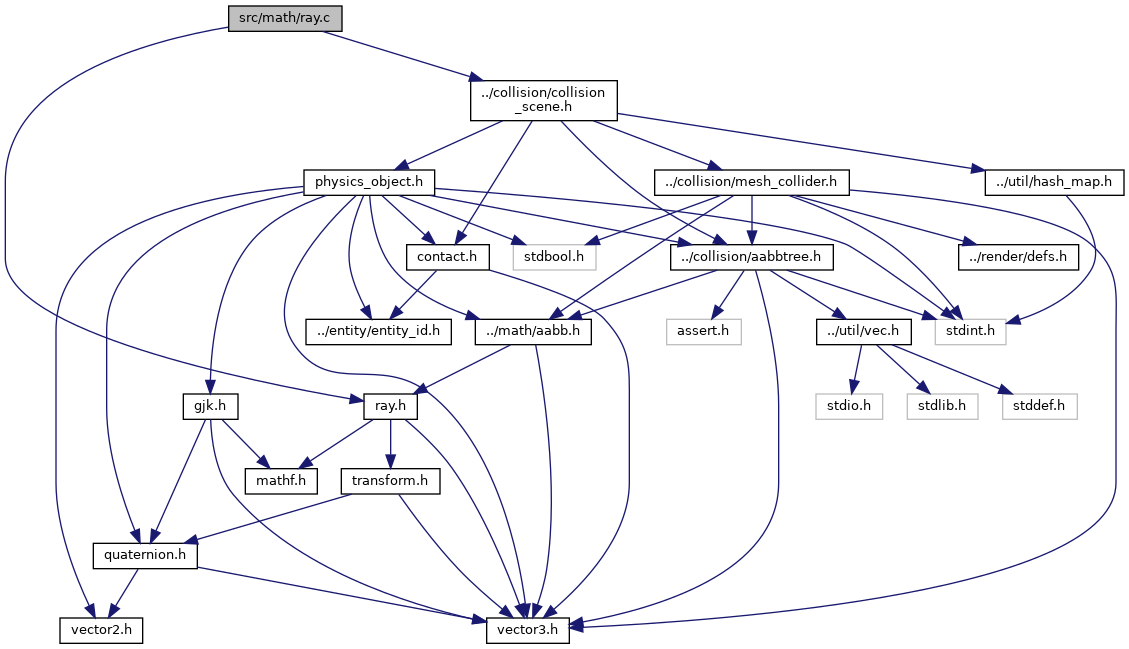 src/math/ray.c
../collision/collision
_scene.h
physics_object.h
../collision/mesh_collider.h
../util/hash_map.h
contact.h
stdbool.h
../collision/aabbtree.h
../render/defs.h
../entity/entity_id.h
../math/aabb.h
assert.h
../util/vec.h
stdint.h
gjk.h
ray.h
stdio.h
stdlib.h
stddef.h
mathf.h
transform.h
quaternion.h
vector2.h
vector3.h